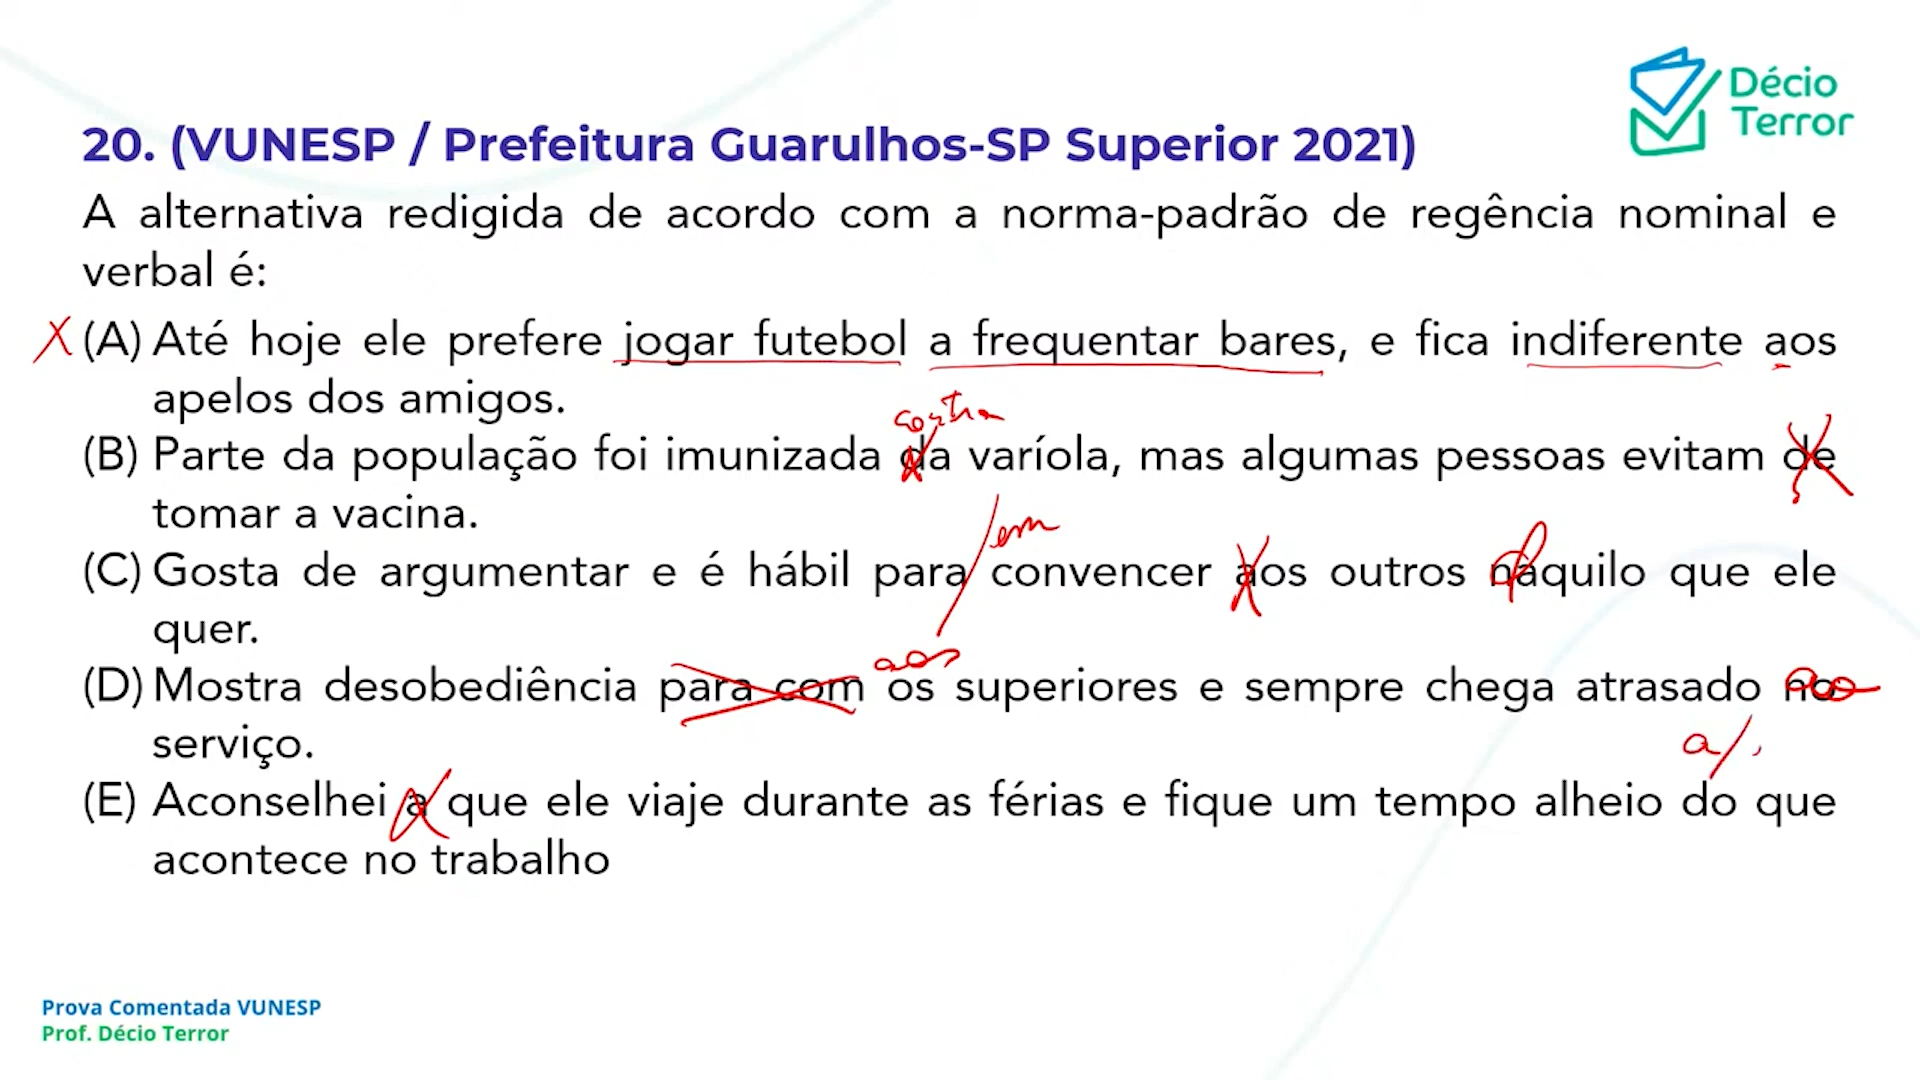 Décio
Terror
20. (VUNESP / Prefeitura Guarulhos-SP Superior 2021)
A alternativa redigida de acordo com a norma-padrão de regência nominal e
verbal é:
X (A) Até hoje ele prefere jogar futebol a frequentar bares, e fica indiferente aos
apelos dos amigos.
contra
(B) Parte da população foi imunizada da varíola, mas algumas pessoas evitam de
tomar a vacina.
em
(C) Gosta de argumentar e é hábil para convencer aos outros naquilo que ele
quer.
aos
(D) Mostra desobediência para com os superiores e sempre chega atrasado no
ao
serviço.
a
(E) Aconselhei a que ele viaje durante as férias e fique um tempo alheio do que
acontece no trabalho
Prova Comentada VUNESP
Prof. Décio Terror